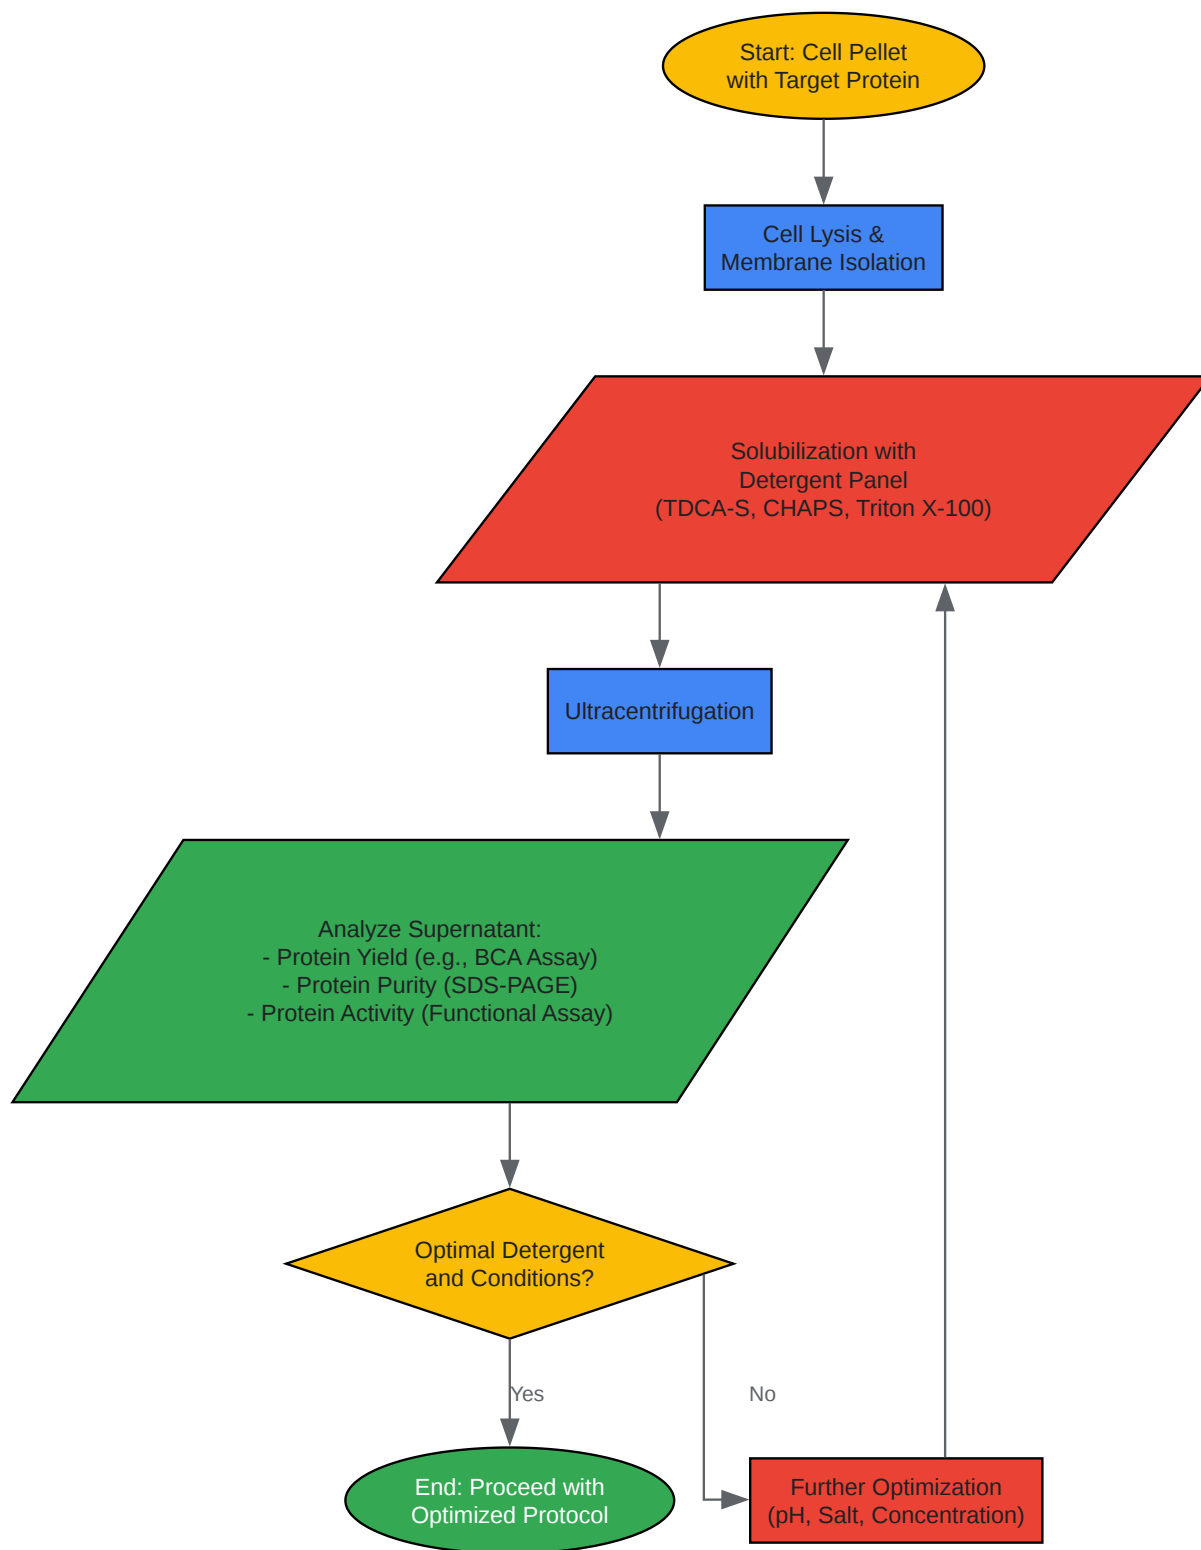 Start: Cell Pellet
with Target Protein
Cell Lysis &
Membrane Isolation
Solubilization with
Detergent Panel
(TDCA-S, CHAPS, Triton X-100)
Ultracentrifugation
Analyze Supernatant:
- Protein Yield (e.g., BCA Assay)
- Protein Purity (SDS-PAGE)
- Protein Activity (Functional Assay)
Optimal Detergent
and Conditions?
Yes
No
End: Proceed with
Optimized Protocol
Further Optimization
(pH, Salt, Concentration)